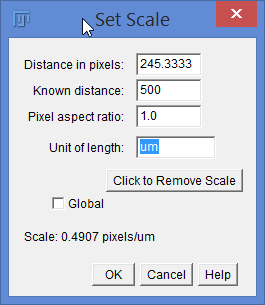 Set Scale
Distance in pixels: 245.3333
Known distance: 500
Pixel aspect ratio: 1.0
Unit of length: um
Click to Remove Scale
Global
Scale: 0.4907 pixels/um
OK Cancel Help